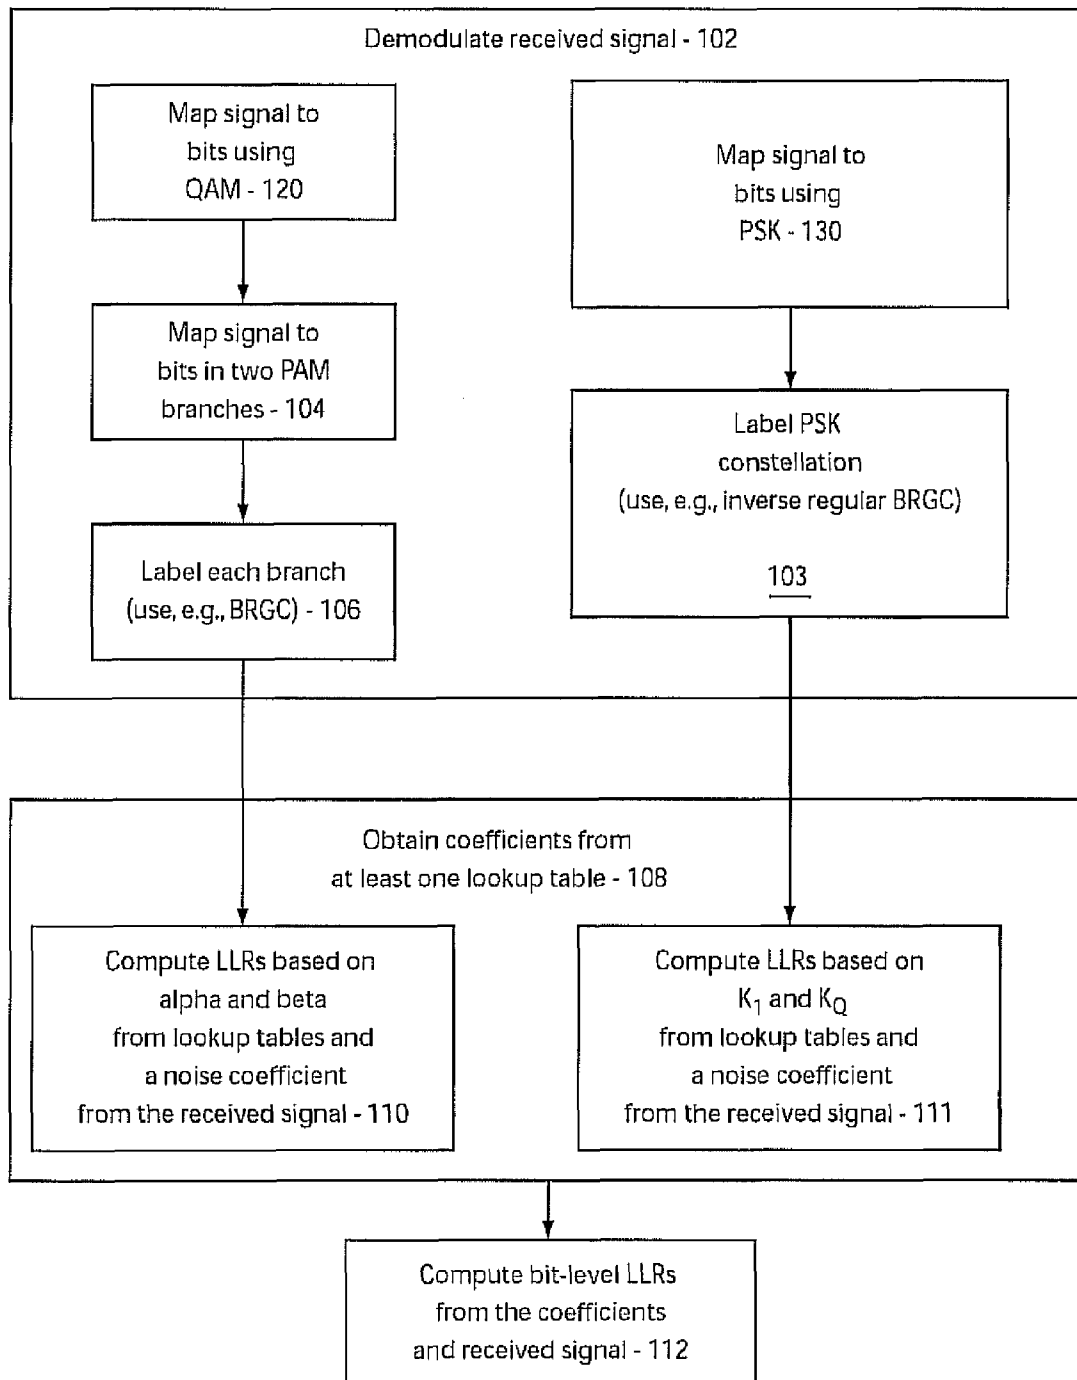 Demodulate received signal - 102
Map signal to
bits using
QAM - 120
Map signal to
bits using
PSK - 130
Map signal to
bits in two PAM
branches - 104
Label PSK
constellation
(use, e.g., inverse regular BRGC)
103
Label each branch
(use, e.g., BRGC) - 106
Obtain coefficients from
at least one lookup table - 108
Compute LLRs based on
alpha and beta
from lookup tables and
a noise coefficient
from the received signal - 110
Compute LLRs based on
K1 and KQ
from lookup tables and
a noise coefficient
from the received signal - 111
Compute bit-level LLRs
from the coefficients
and received signal - 112